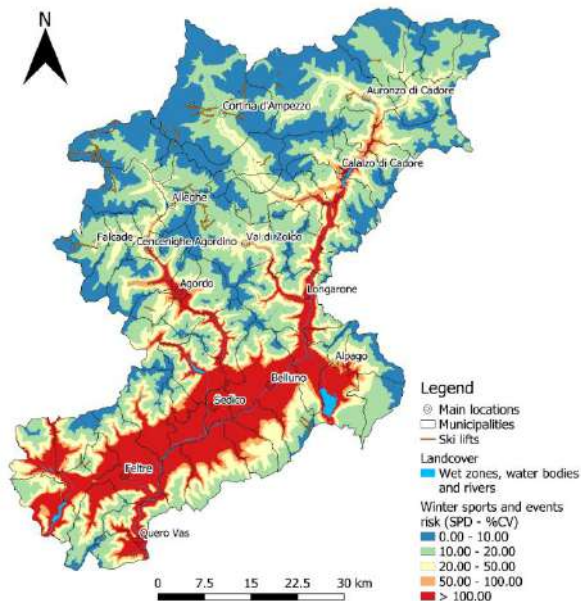 N
Auronzo di Cadore
Cortina d'Ampezzo
Calalzo di Cadore
Alleghe
Falcade
Cencenighe Agordino
Val di Zoldo
Agordo
Longarone
Alpago
Belluno
Sedico
Feltre
Quero Vas
Legend
Main locations
Municipalities
Ski lifts
Landcover
Wet zones, water bodies
and rivers
Winter sports and events
risk (SPD - %CV)
0.00 - 10.00
10.00 - 20.00
20.00 - 50.00
50.00 - 100.00
> 100.00
0 7.5 15 22.5 30 km